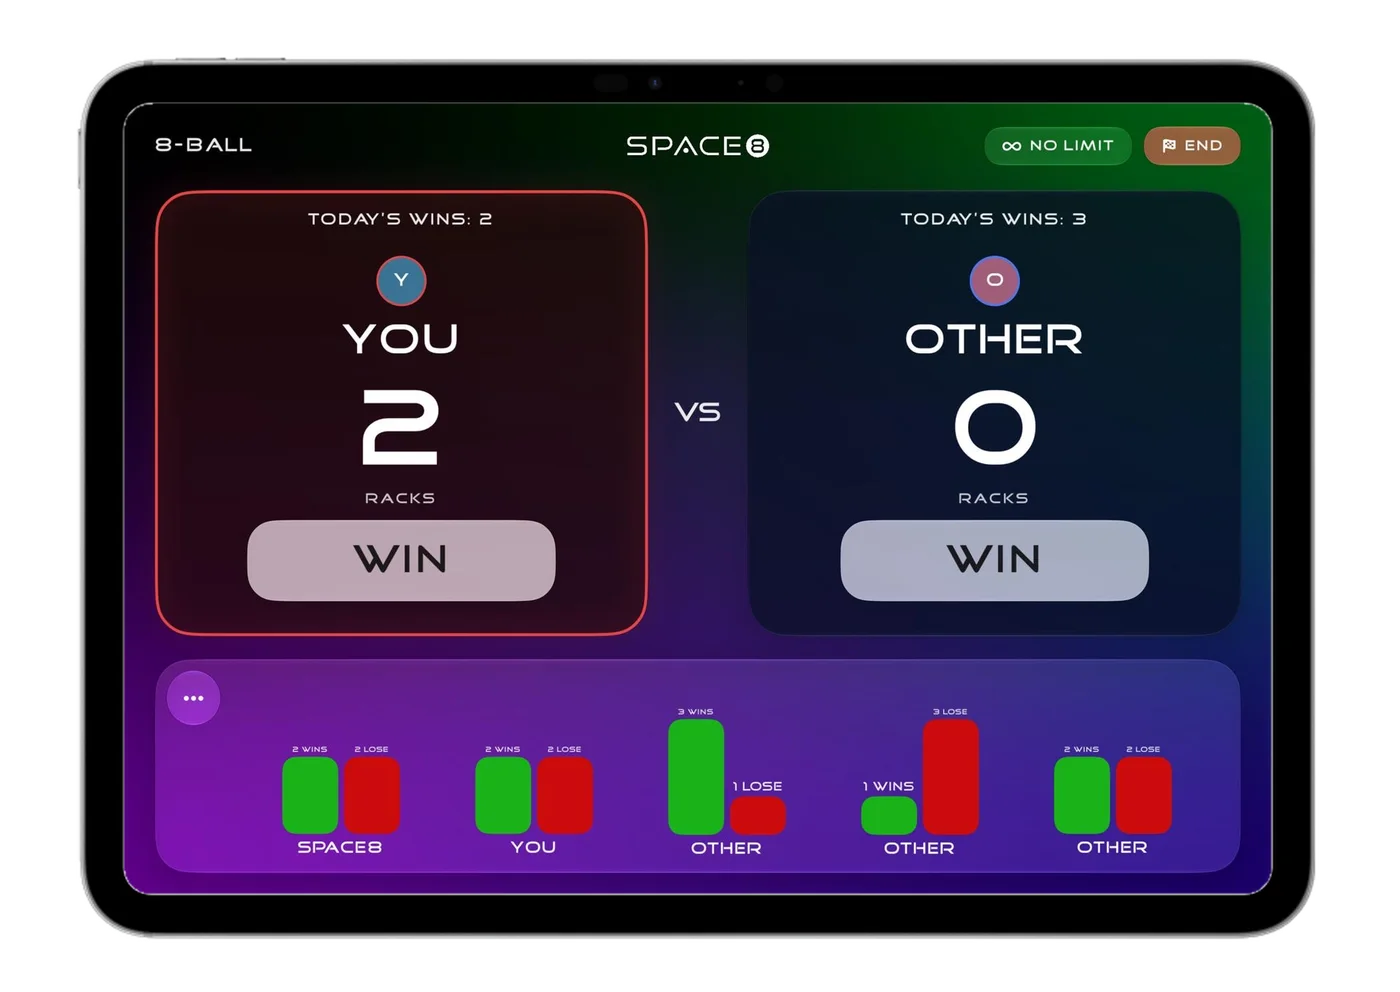 8-BALL
SPACE8
NO LIMIT
END
TODAY'S WINS: 2
Y
YOU
2
RACKS
WIN
VS
TODAY'S WINS: 3
O
OTHER
0
RACKS
WIN
2 WINS 2 LOSE
SPACE8
2 WINS 2 LOSE
YOU
3 WINS
1 LOSE
OTHER
3 LOSE
1 WINS
OTHER
2 WINS 2 LOSE
OTHER